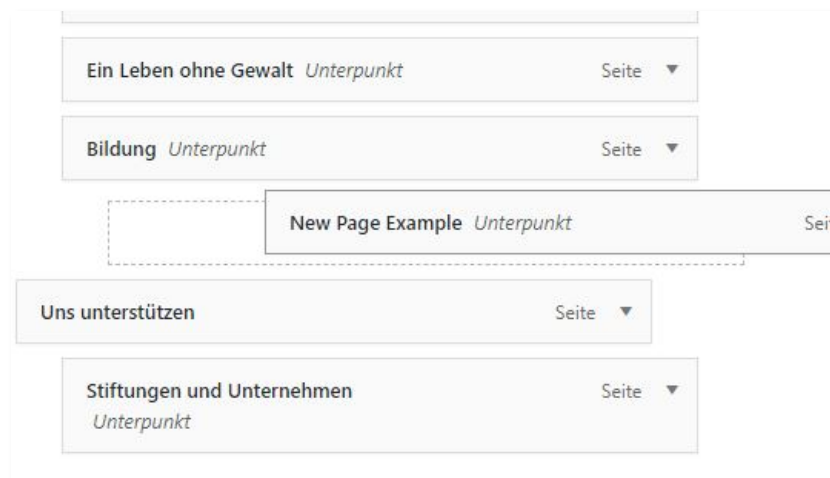 Ein Leben ohne Gewalt Unterpunkt Seite
Bildung Unterpunkt Seite
New Page Example Unterpunkt Seit
Uns unterstützen Seite
Stiftungen und Unternehmen Seite
Unterpunkt